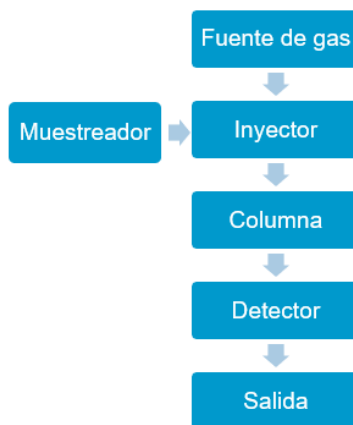 Fuente de gas
Muestreador
Inyector
Columna
Detector
Salida